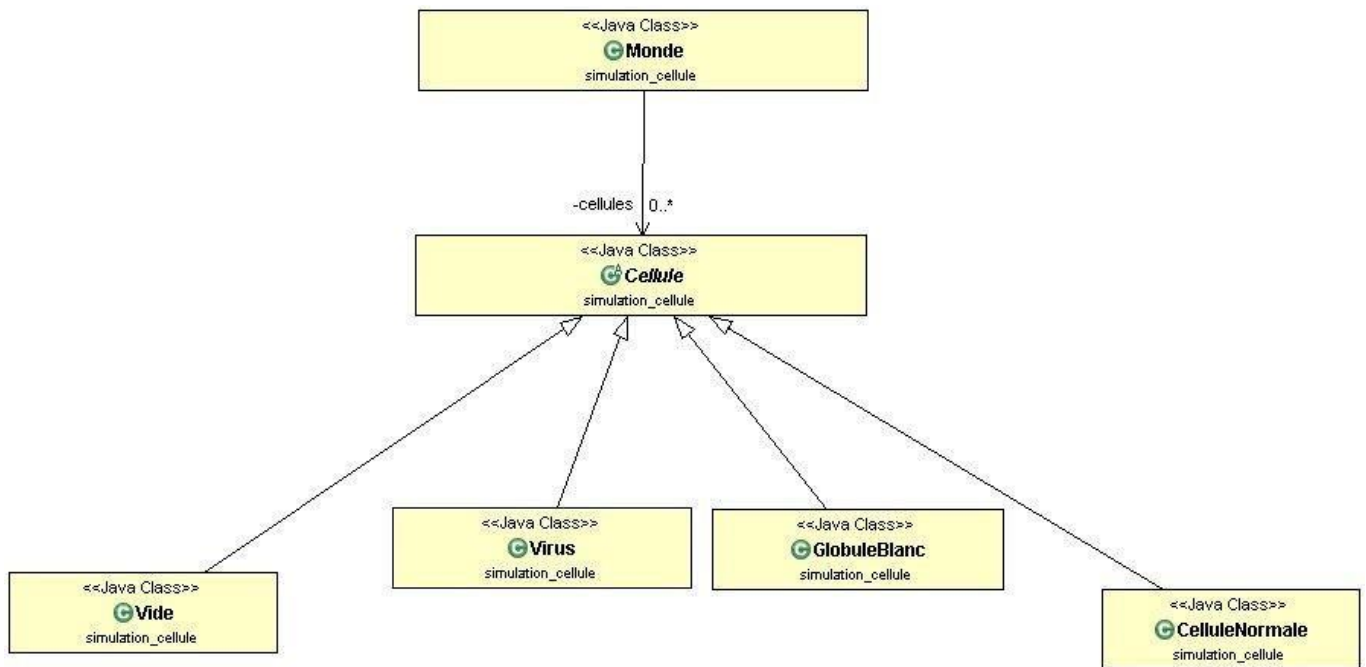 <<Java Class>>
Monde
simulation_cellule
-cellules 0..*
<<Java Class>>
Cellule
simulation_cellule
<<Java Class>>
Vide
simulation_cellule
<<Java Class>>
Virus
simulation_cellule
<<Java Class>>
GlobuleBlanc
simulation_cellule
<<Java Class>>
CelluleNormale
simulation_cellule